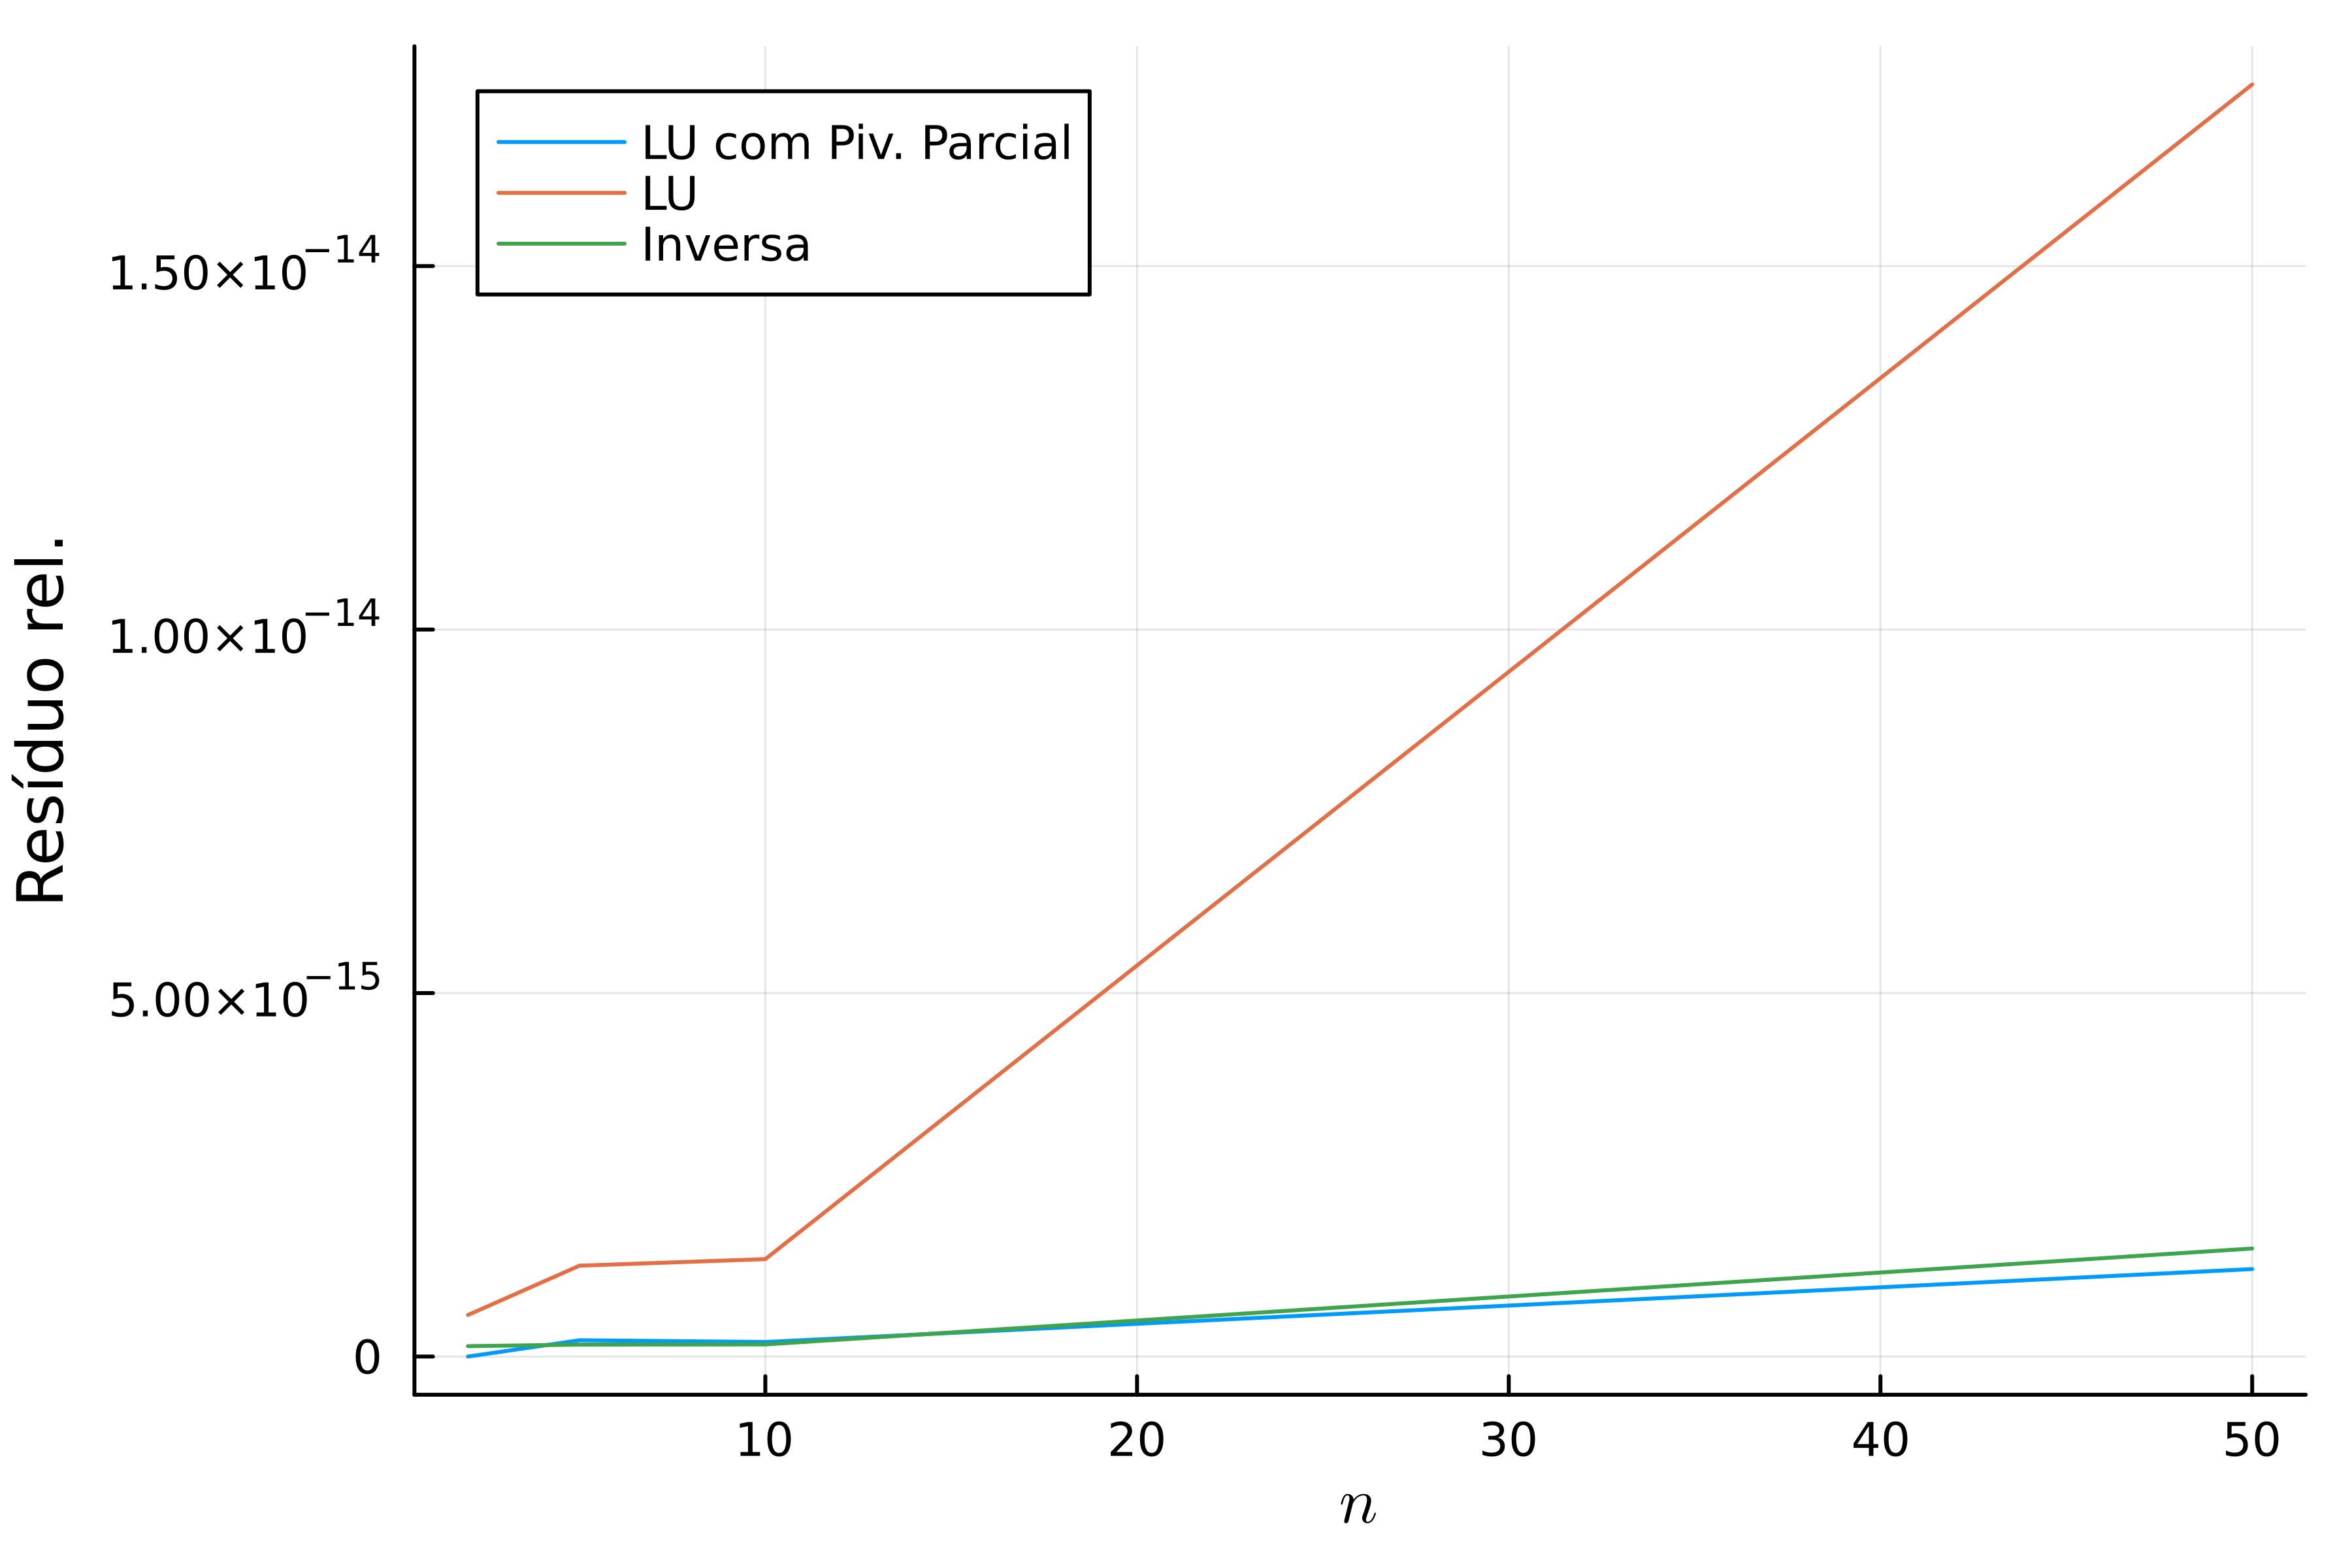 LU com Piv. Parcial
LU
Inversa
1.50×10⁻¹⁴
1.00×10⁻¹⁴
5.00×10⁻¹⁵
0
Resíduo rel.
10 20 30 40 50
n